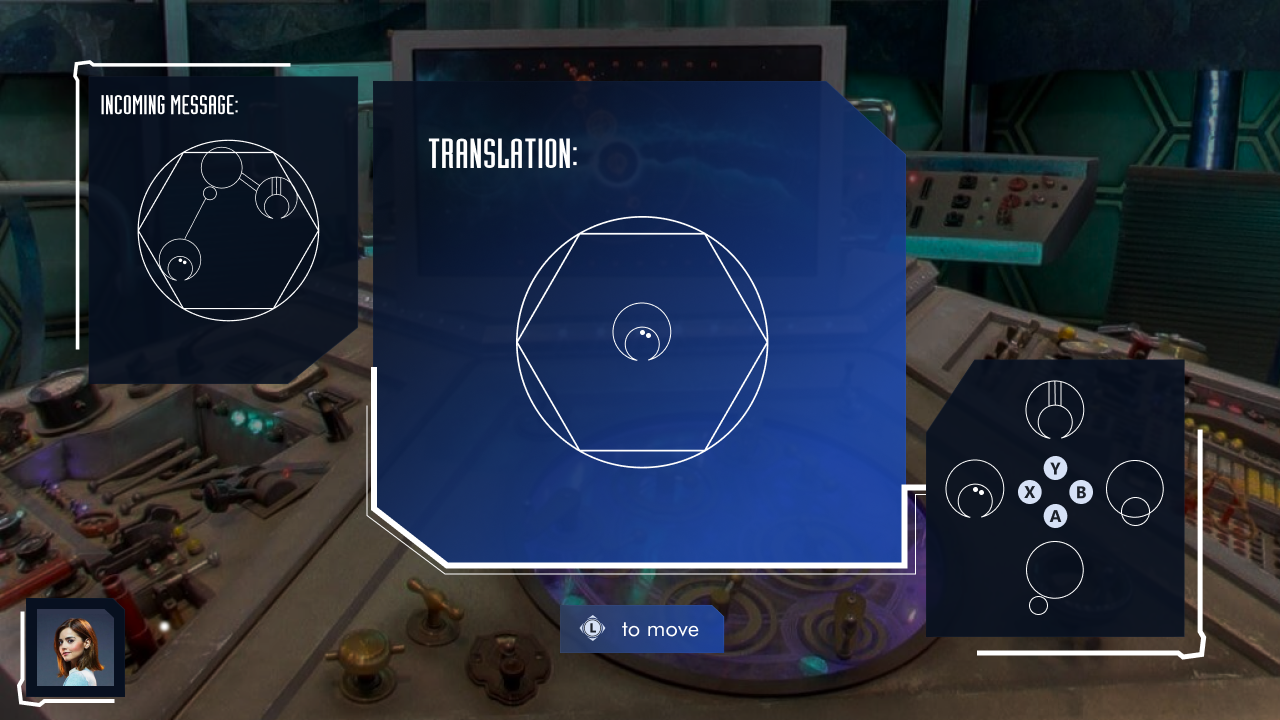 INCOMING MESSAGE:
TRANSLATION:
Y
X B
A
L to move